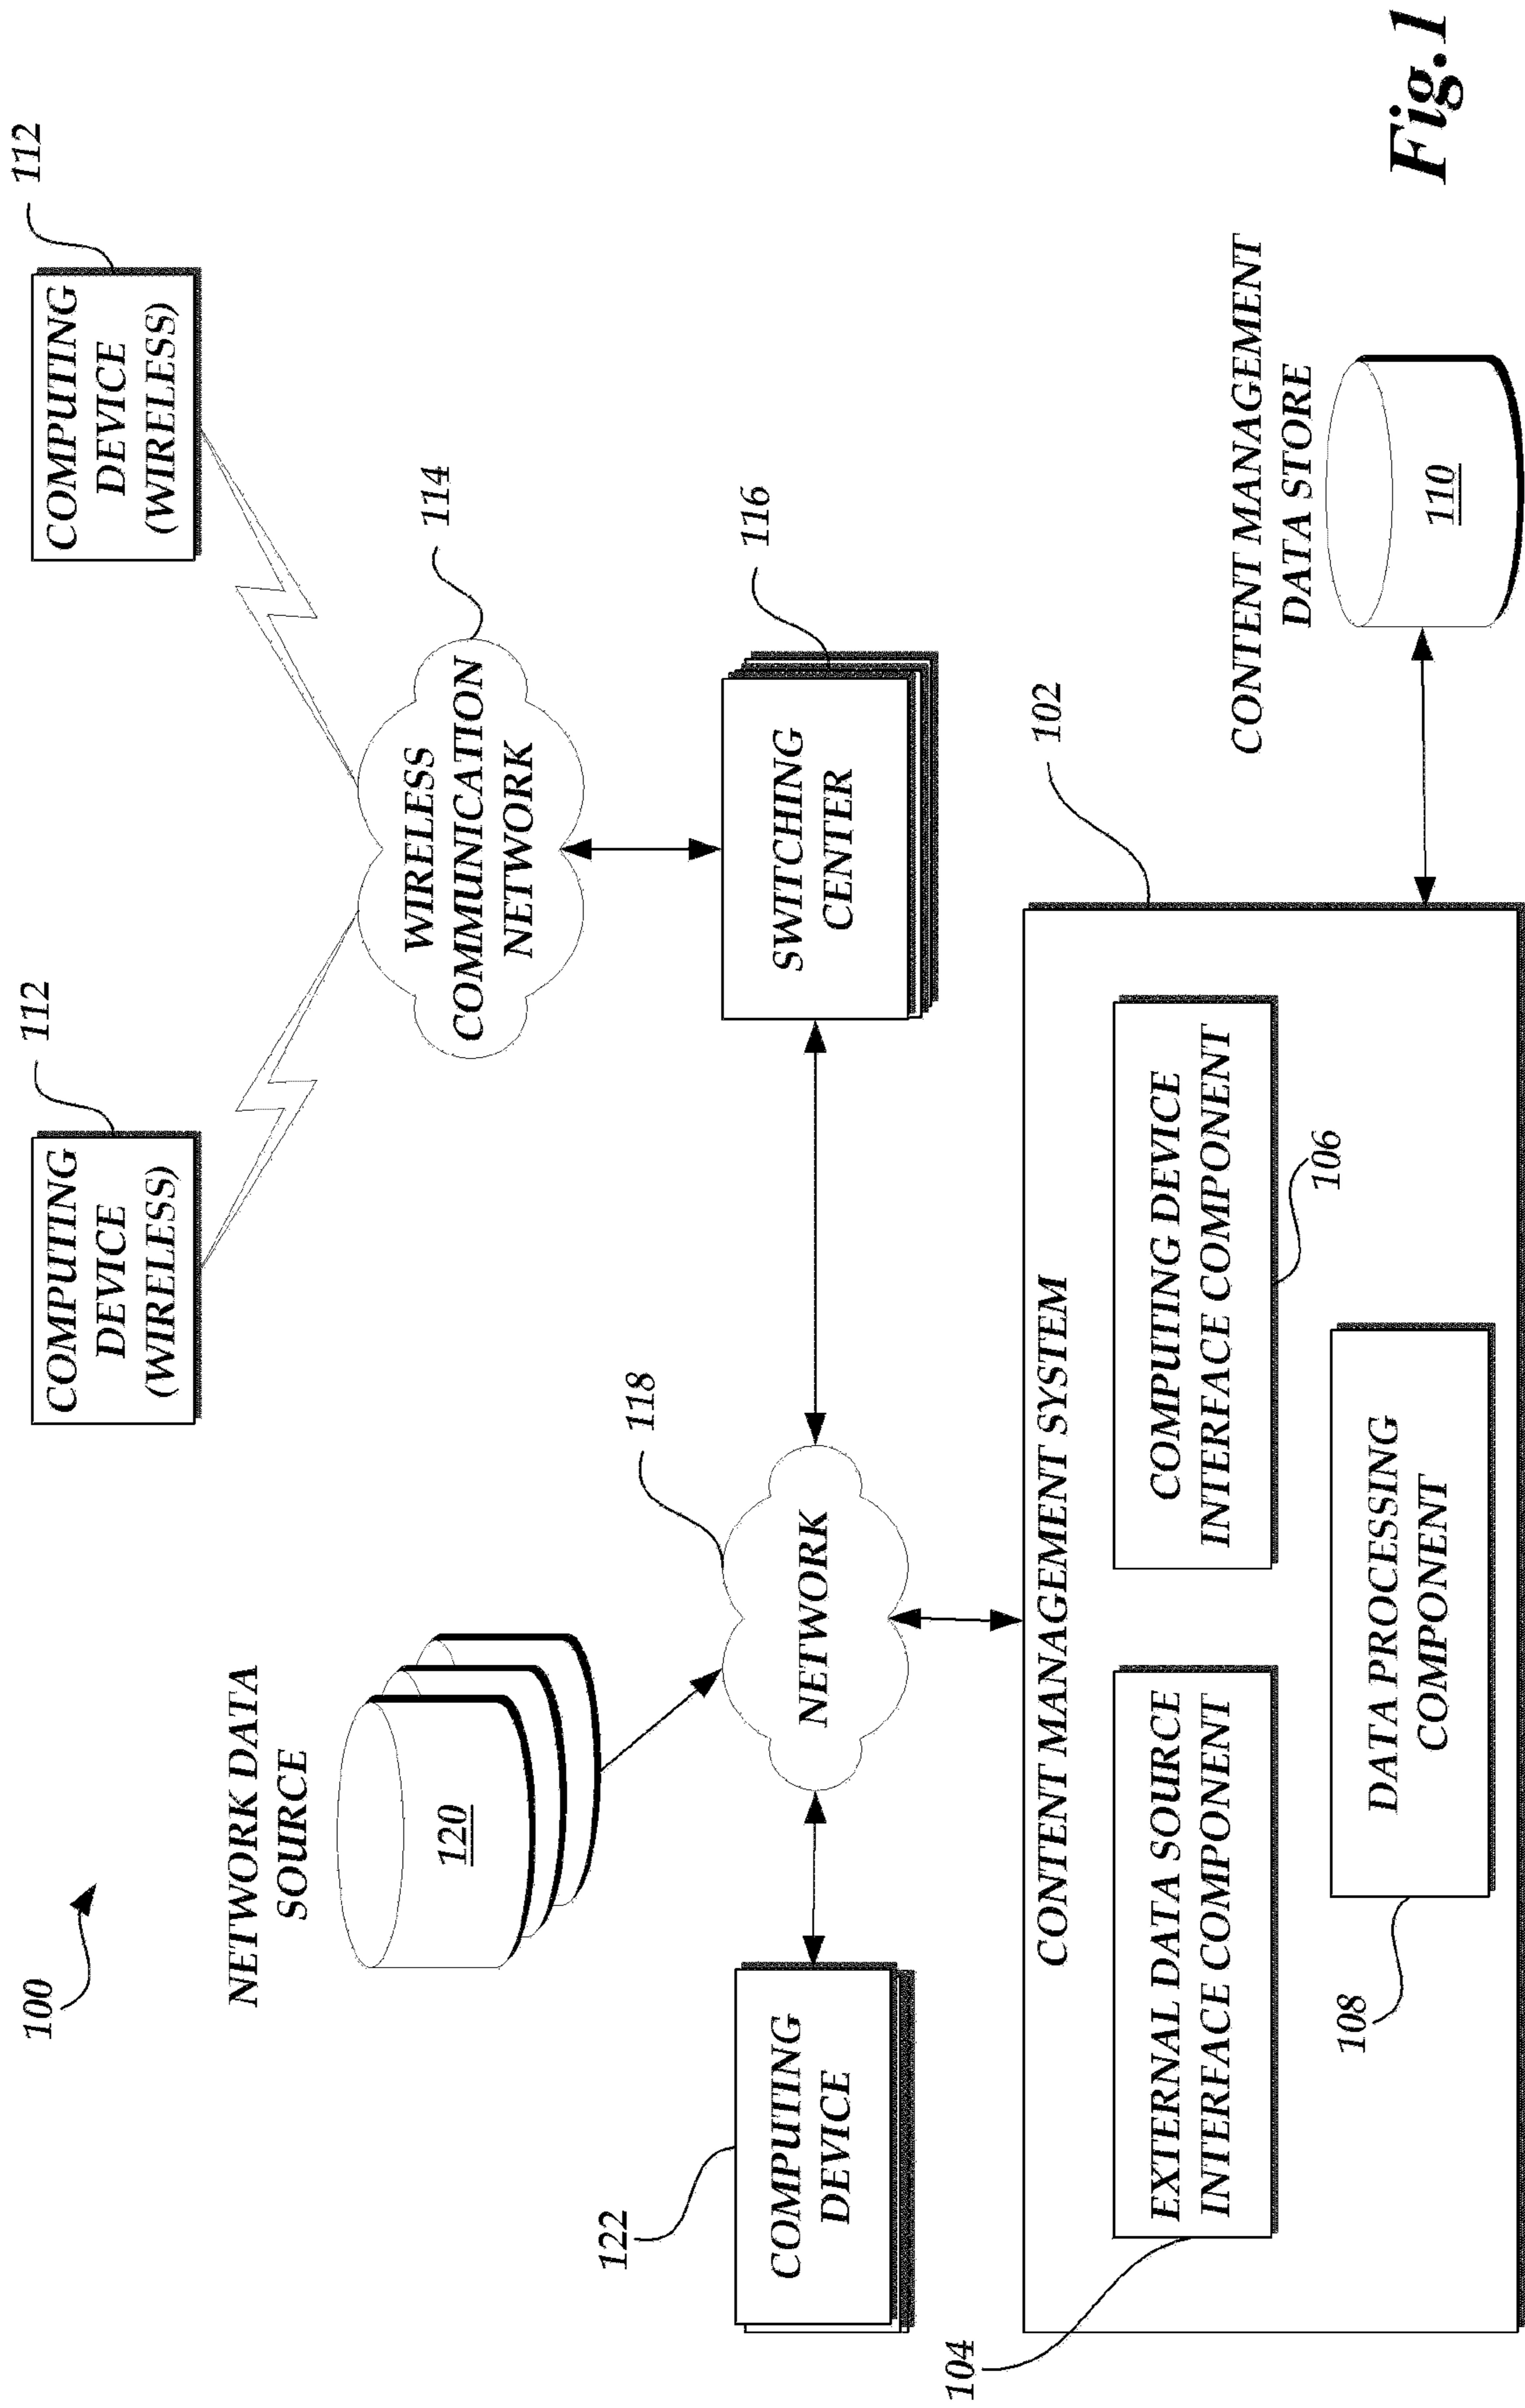 100
112
COMPUTING
DEVICE
(WIRELESS)
112
COMPUTING
DEVICE
(WIRELESS)
NETWORK DATA
SOURCE
120
114
WIRELESS
COMMUNICATION
NETWORK
122
COMPUTING
DEVICE
118
NETWORK
116
SWITCHING
CENTER
102
CONTENT MANAGEMENT SYSTEM
104
EXTERNAL DATA SOURCE
INTERFACE COMPONENT
COMPUTING DEVICE
INTERFACE COMPONENT
106
108
DATA PROCESSING
COMPONENT
CONTENT MANAGEMENT
DATA STORE
110
Fig.1